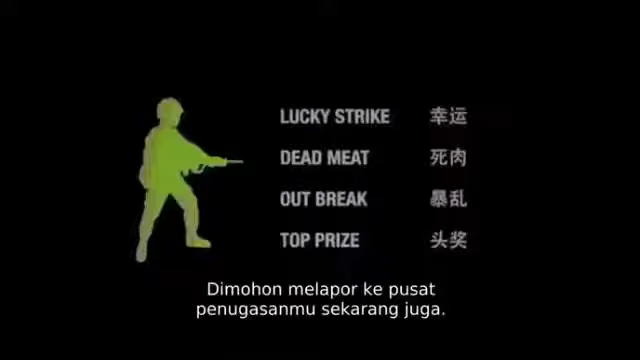 LUCKY STRIKE 幸运
DEAD MEAT 死肉
OUT BREAK 暴乱
TOP PRIZE 头奖
Dimohon melapor ke pusat
penugasanmu sekarang juga.